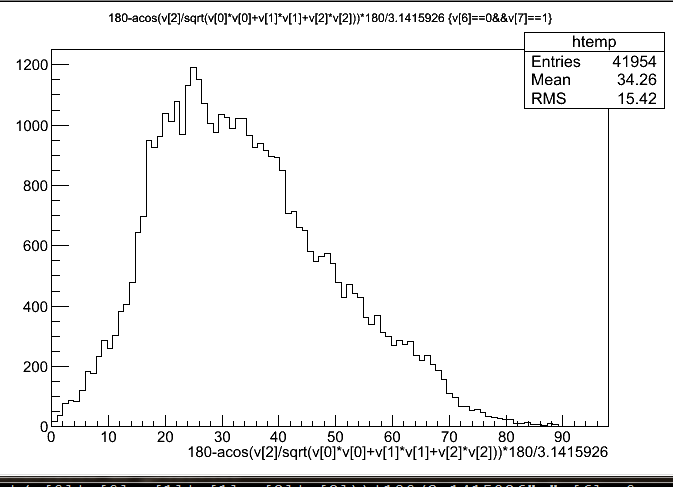 180-acos(v[2]/sqrt(v[0]*v[0]+v[1]*v[1]+v[2]*v[2]))*180/3.1415926 {v[6]==0&&v[7]==1}
htemp
Entries 41954
Mean 34.26
RMS 15.42
1200
1000
800
600
400
200
0
0 10 20 30 40 50 60 70 80 90
180-acos(v[2]/sqrt(v[0]*v[0]+v[1]*v[1]+v[2]*v[2]))*180/3.1415926